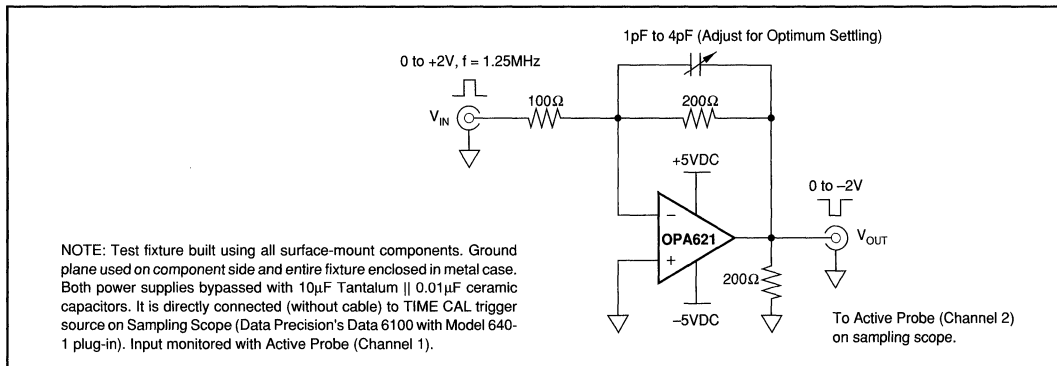 1pF to 4pF (Adjust for Optimum Settling)
0 to +2V, f = 1.25MHz
100Ω
200Ω
VIN
+5VDC
0 to –2V
–
OPA621
+
VOUT
200Ω
–5VDC
NOTE: Test fixture built using all surface-mount components. Ground
plane used on component side and entire fixture enclosed in metal case.
Both power supplies bypassed with 10µF Tantalum || 0.01µF ceramic
capacitors. It is directly connected (without cable) to TIME CAL trigger
source on Sampling Scope (Data Precision's Data 6100 with Model 640-
1 plug-in). Input monitored with Active Probe (Channel 1).
To Active Probe (Channel 2)
on sampling scope.